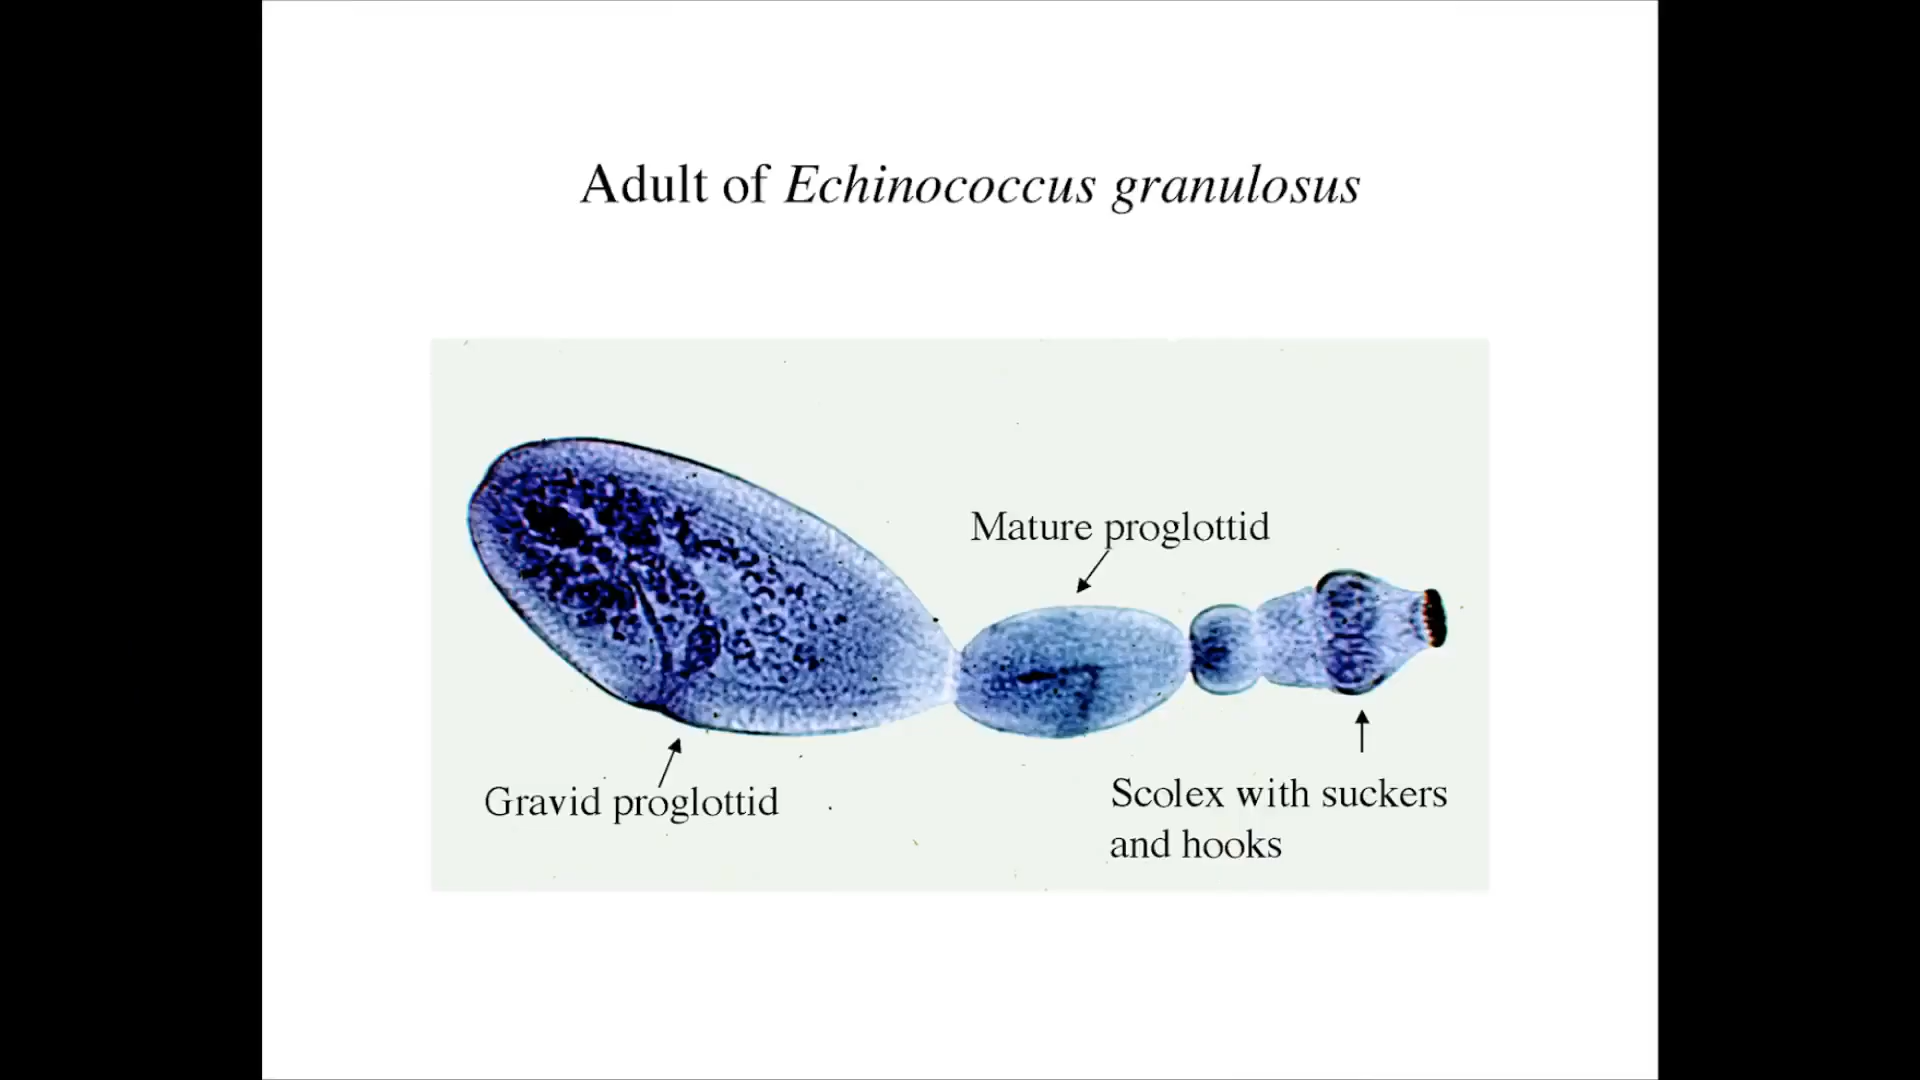 Adult of Echinococcus granulosus
Mature proglottid
Gravid proglottid
Scolex with suckers
and hooks